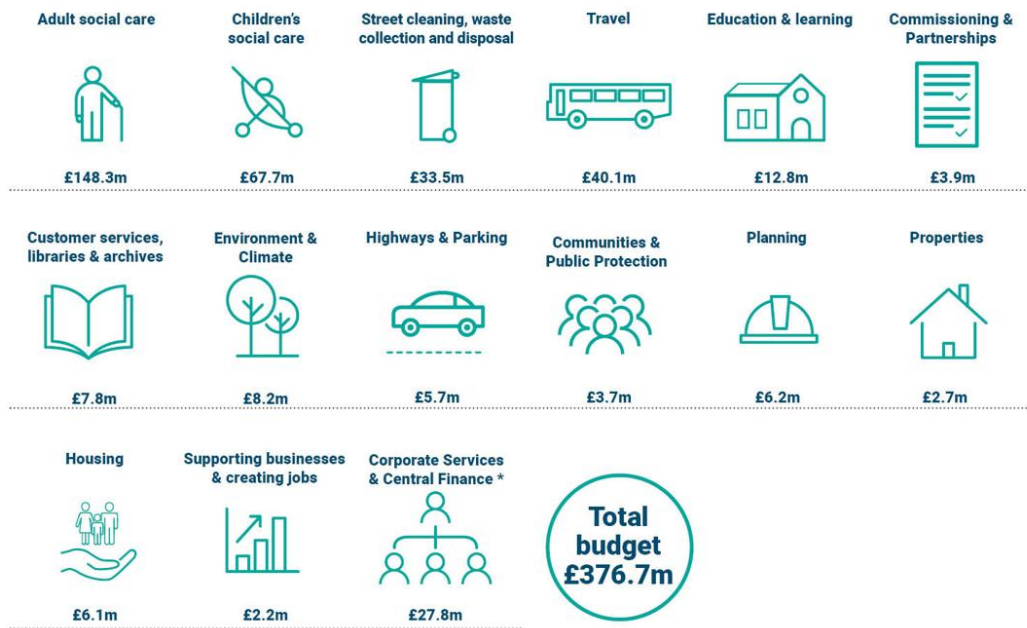 Adult social care
£148.3m
Children's
social care
£67.7m
Street cleaning, waste
collection and disposal
£33.5m
Travel
£40.1m
Education & learning
£12.8m
Commissioning &
Partnerships
£3.9m
Customer services,
libraries & archives
£7.8m
Environment &
Climate
£8.2m
Highways & Parking
£5.7m
Communities &
Public Protection
£3.7m
Planning
£6.2m
Properties
£2.7m
Housing
£6.1m
Supporting businesses
& creating jobs
£2.2m
Corporate Services
& Central Finance *
£27.8m
Total
budget
£376.7m